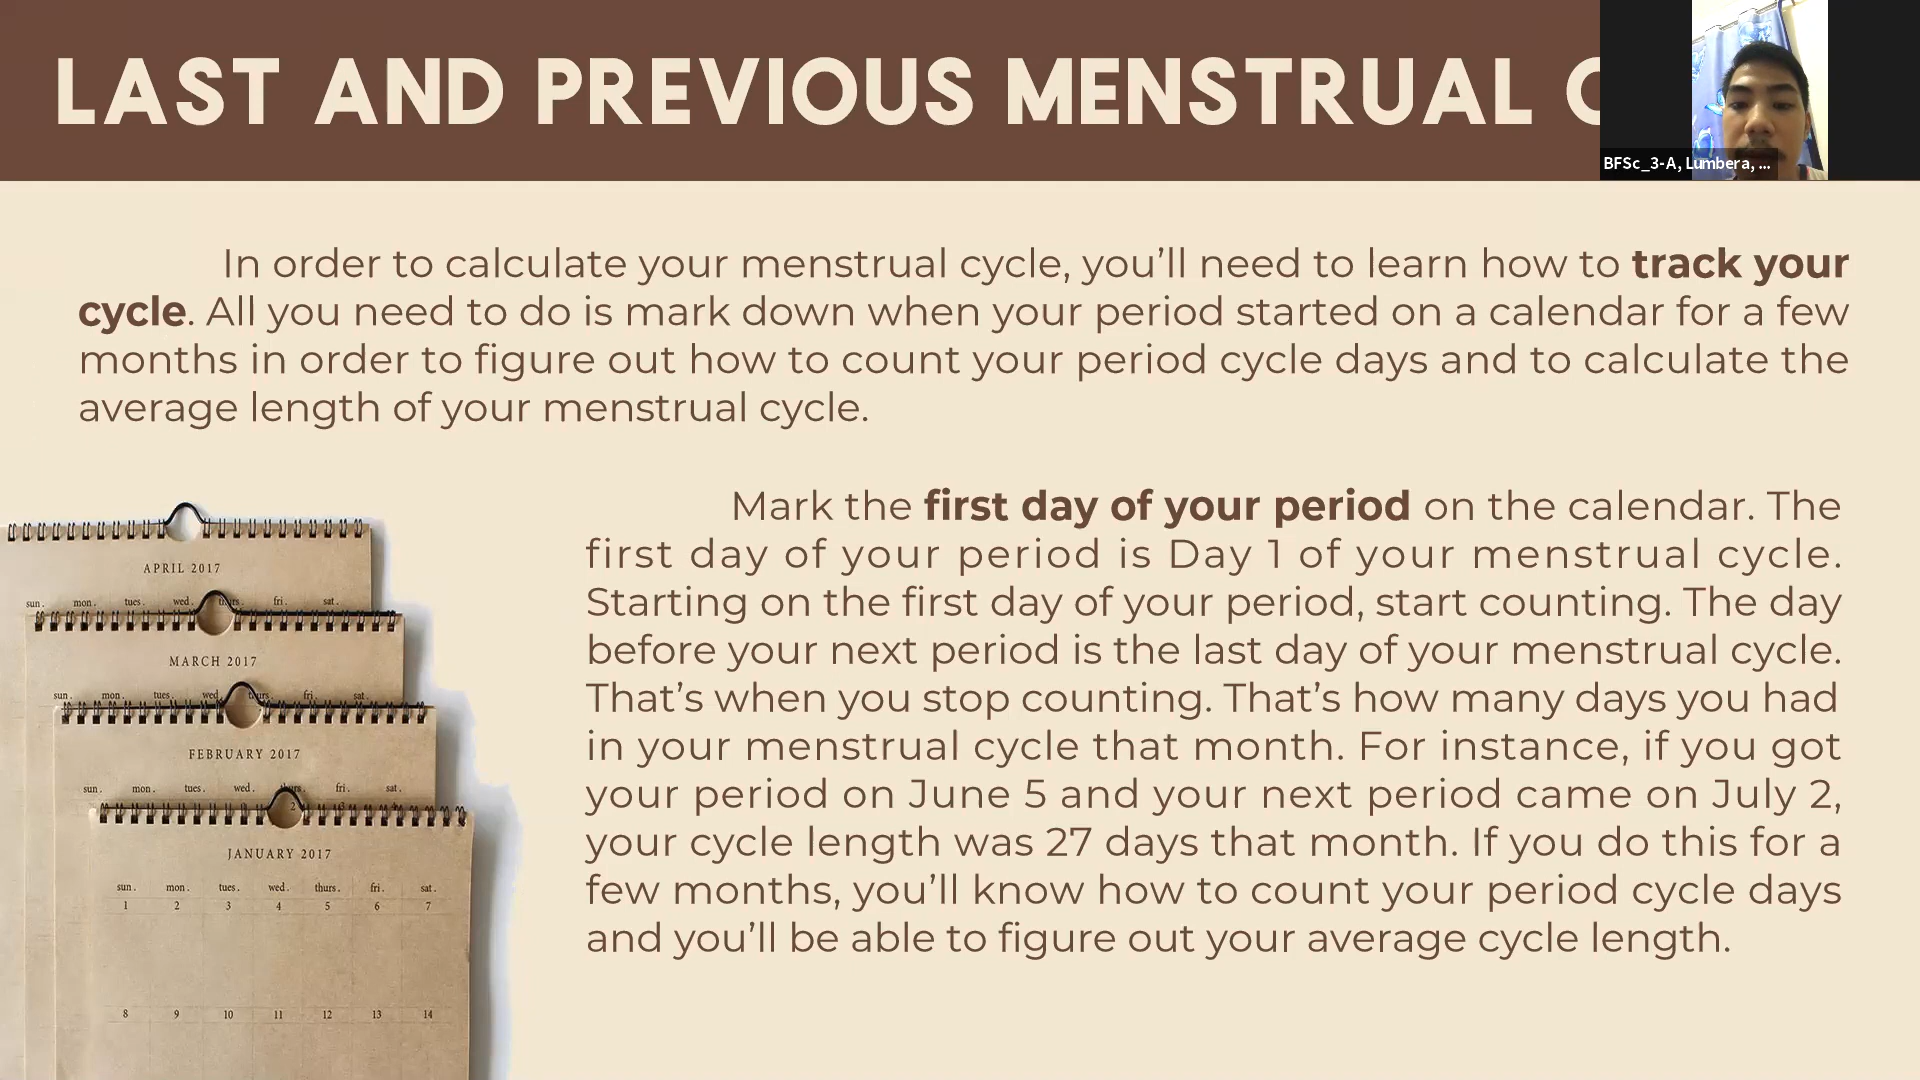 LAST AND PREVIOUS MENSTRUAL
BFSc_3-A, Lumbera, ...
In order to calculate your menstrual cycle, you’ll need to learn how to track your
cycle. All you need to do is mark down when your period started on a calendar for a few
months in order to figure out how to count your period cycle days and to calculate the
average length of your menstrual cycle.
Mark the first day of your period on the calendar. The
first day of your period is Day 1 of your menstrual cycle.
Starting on the first day of your period, start counting. The day
before your next period is the last day of your menstrual cycle.
That’s when you stop counting. That’s how many days you had
in your menstrual cycle that month. For instance, if you got
your period on June 5 and your next period came on July 2,
your cycle length was 27 days that month. If you do this for a
few months, you’ll know how to count your period cycle days
and you’ll be able to figure out your average cycle length.
APRIL 2017
sun. mon. tues. wed. thurs. fri. sat.
MARCH 2017
sun. mon. tues. wed. thurs. fri. sat.
FEBRUARY 2017
sun. mon. tues. wed. thurs. fri. sat.
JANUARY 2017
sun. mon. tues. wed. thurs. fri. sat.
1 2 3 4 5 6 7
8 9 10 11 12 13 14